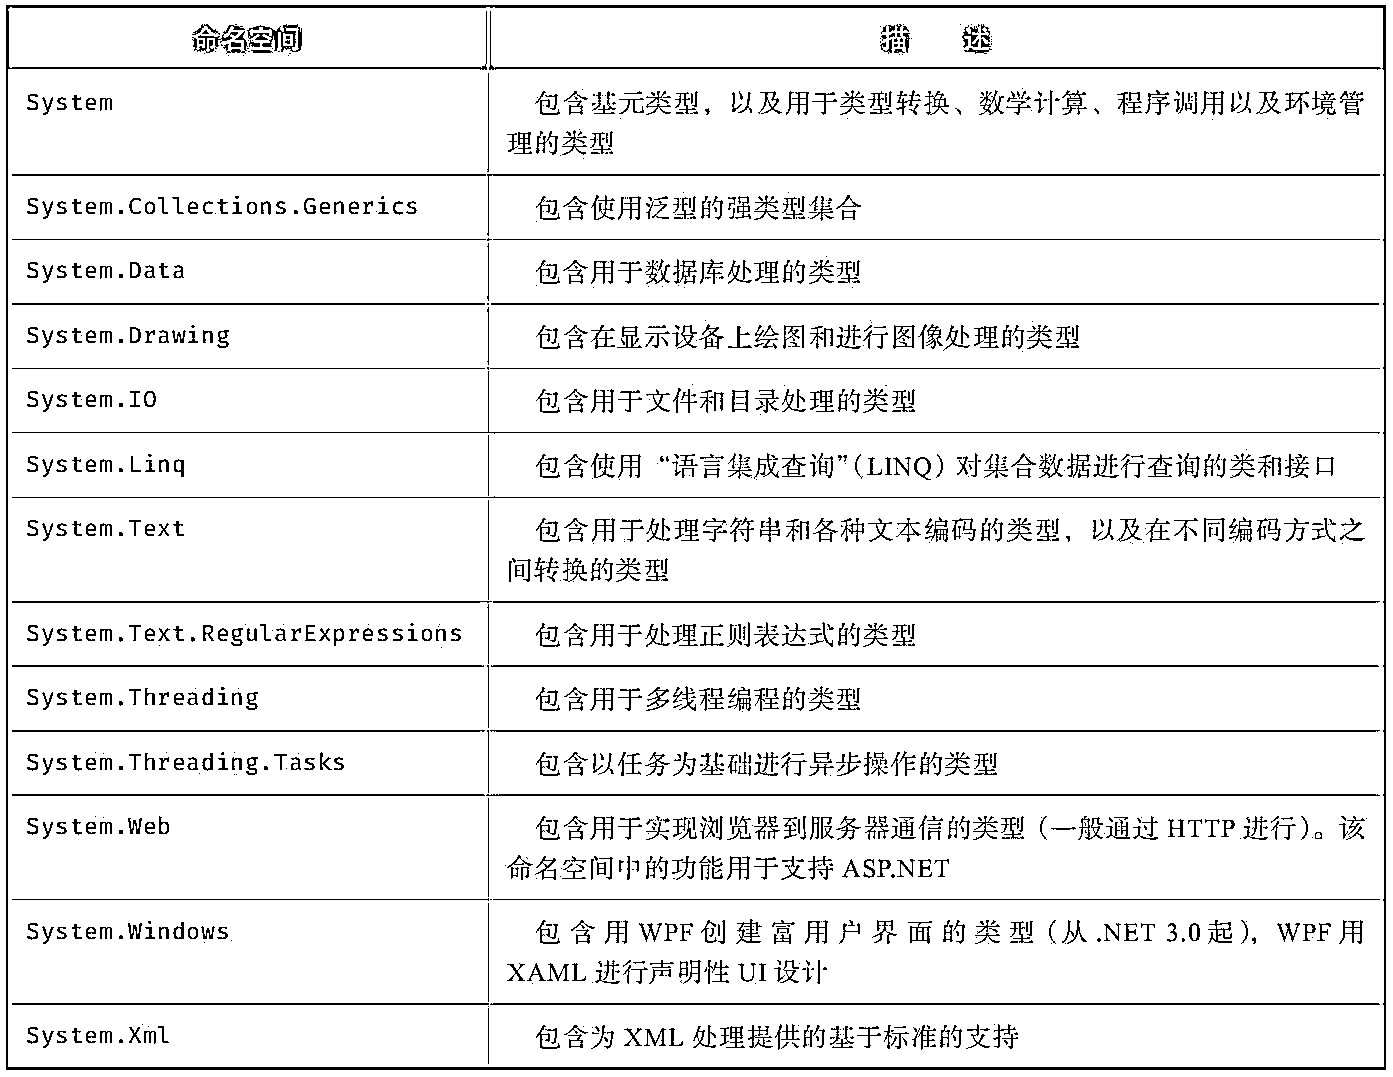 命名空间 描 述
System 包含基元类型，以及用于类型转换、数学计算、程序调用以及环境管
理的类型
System.Collections.Generics 包含使用泛型的强类型集合
System.Data 包含用于数据库处理的类型
System.Drawing 包含在显示设备上绘图和进行图像处理的类型
System.IO 包含用于文件和目录处理的类型
System.Linq 包含使用“语言集成查询”（LINQ）对集合数据进行查询的类和接口
System.Text 包含用于处理字符串和各种文本编码的类型，以及在不同编码方式之
间转换的类型
System.Text.RegularExpressions 包含用于处理正则表达式的类型
System.Threading 包含用于多线程编程的类型
System.Threading.Tasks 包含以任务为基础进行异步操作的类型
System.Web 包含用于实现浏览器到服务器通信的类型（一般通过 HTTP 进行）。该
命名空间中的功能用于支持 ASP.NET
System.Windows 包含用 WPF 创建富用户界面的类型（从 .NET 3.0 起），WPF 用
XAML 进行声明性 UI 设计
System.Xml 包含为 XML 处理提供的基于标准的支持